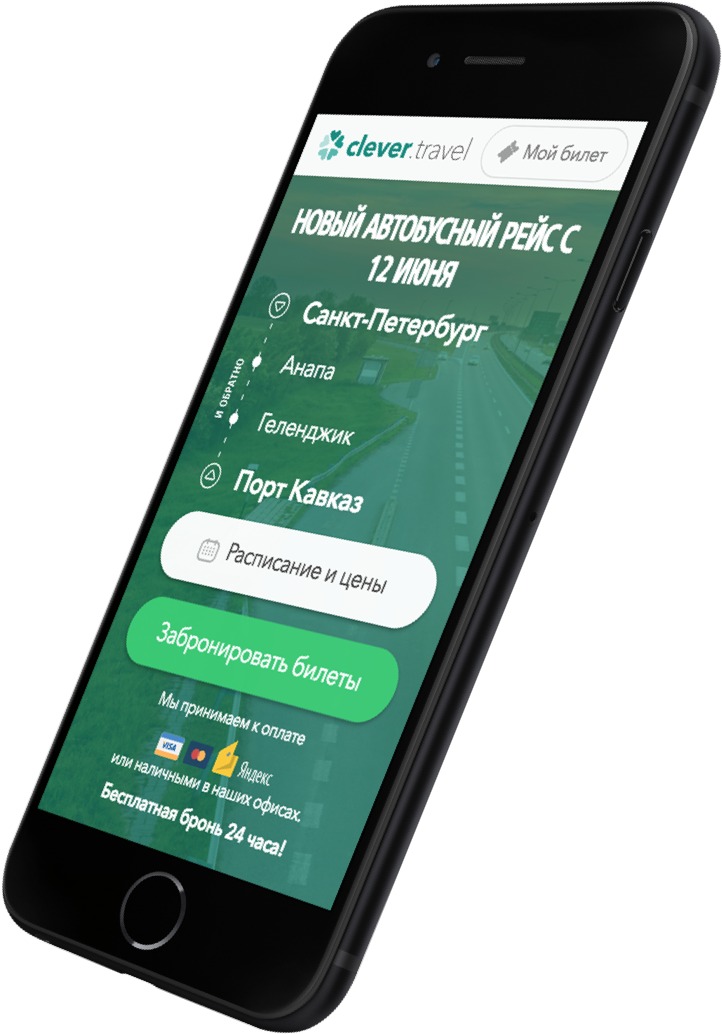 clever.travel
Мой билет
НОВЫЙ АВТОБУСНЫЙ РЕЙС С
12 ИЮНЯ
Санкт-Петербург
Анапа
И ОБРАТНО
Геленджик
Порт Кавказ
Расписание и цены
Забронировать билеты
Мы принимаем к оплате
VISA Яндекс
или наличными в наших офисах.
Бесплатная бронь 24 часа!